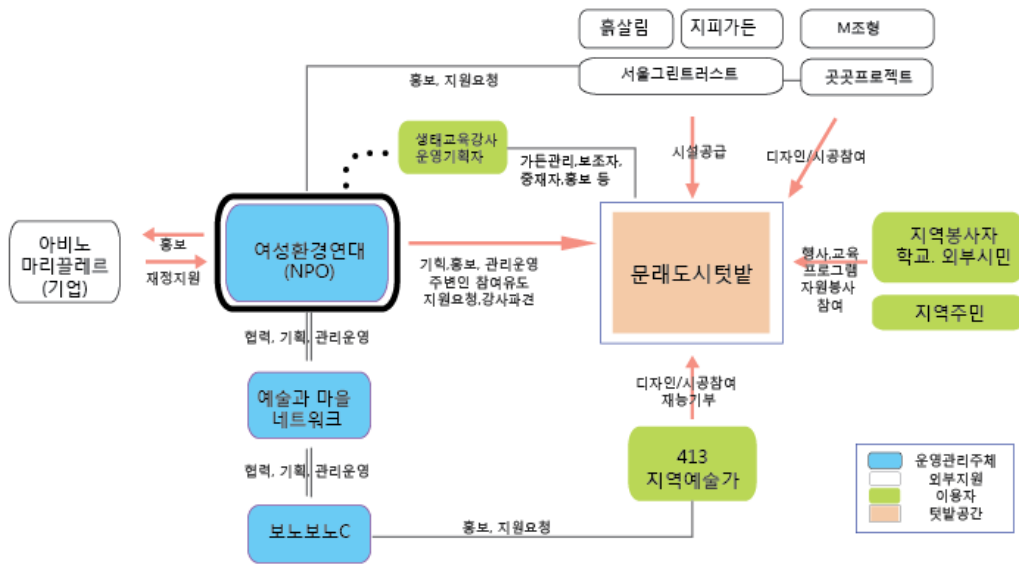 흙살림
지피가든
M조형
서울그린트러스트
곳곳프로젝트
홍보, 지원요청
생태교육강사
운영기획자
가든관리,보조자,
중재자,홍보 등
시설공급
디자인/시공참여
아비노
마리끌레르
(기업)
홍보
재정지원
여성환경연대
(NPO)
기획,홍보, 관리운영
주변인 참여유도
지원요청,강사파견
문래도시텃밭
행사,교육
프로그램
자원봉사
참여
지역봉사자
학교. 외부시민
지역주민
협력, 기획, 관리운영
예술과 마을
네트워크
디자인/시공참여
재능기부
413
지역예술가
협력, 기획, 관리운영
보노보노C
홍보, 지원요청
운영관리주체
외부지원
이용자
텃밭공간